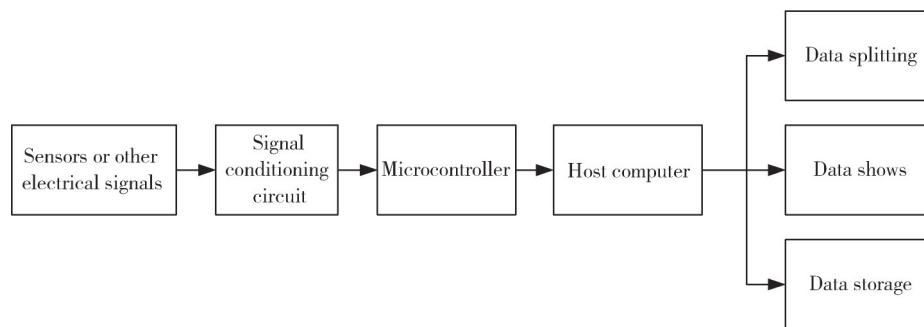 Sensors or other
electrical signals
Signal
conditioning
circuit
Microcontroller
Host computer
Data splitting
Data shows
Data storage